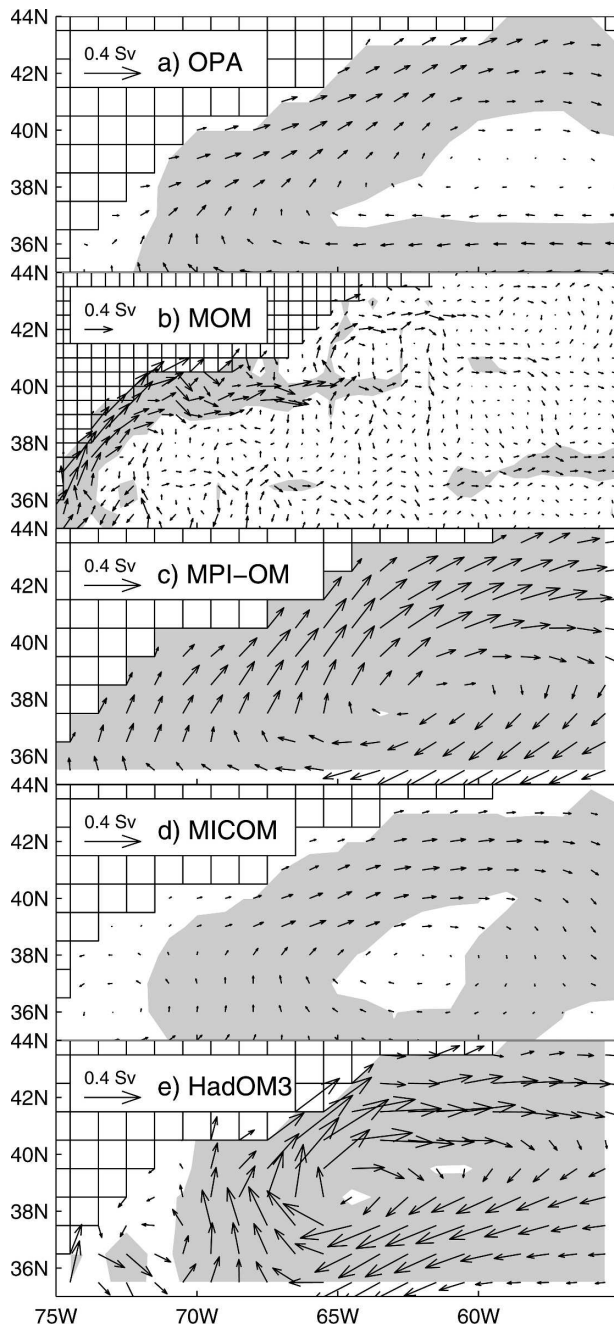 44N
0.4 Sv
a) OPA
42N
40N
38N
36N
44N
0.4 Sv
b) MOM
42N
40N
38N
36N
44N
0.4 Sv
c) MPI-OM
42N
40N
38N
36N
44N
0.4 Sv
d) MICOM
42N
40N
38N
36N
44N
0.4 Sv
e) HadOM3
42N
40N
38N
36N
75W 70W 65W 60W